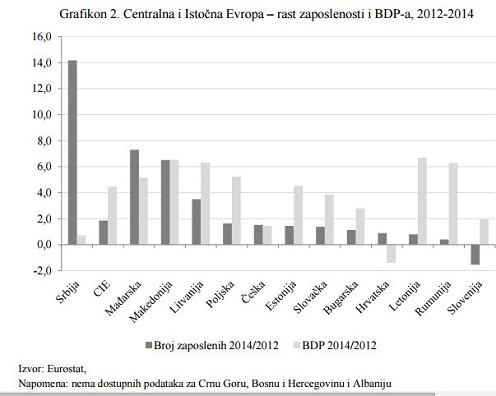 Grafikon 2. Centralna i Istočna Evropa – rast zaposlenosti i BDP-a, 2012-2014
16,0
14,0
12,0
10,0
8,0
6,0
4,0
2,0
0,0
-2,0
Srbija
CIE
Mađarska
Makedonija
Litvanija
Poljska
Češka
Estonija
Slovačka
Bugarska
Hrvatska
Letonija
Rumunija
Slovenija
Broj zaposlenih 2014/2012
BDP 2014/2012
Izvor: Eurostat,
Napomena: nema dostupnih podataka za Crnu Goru, Bosnu i Hercegovinu i Albaniju